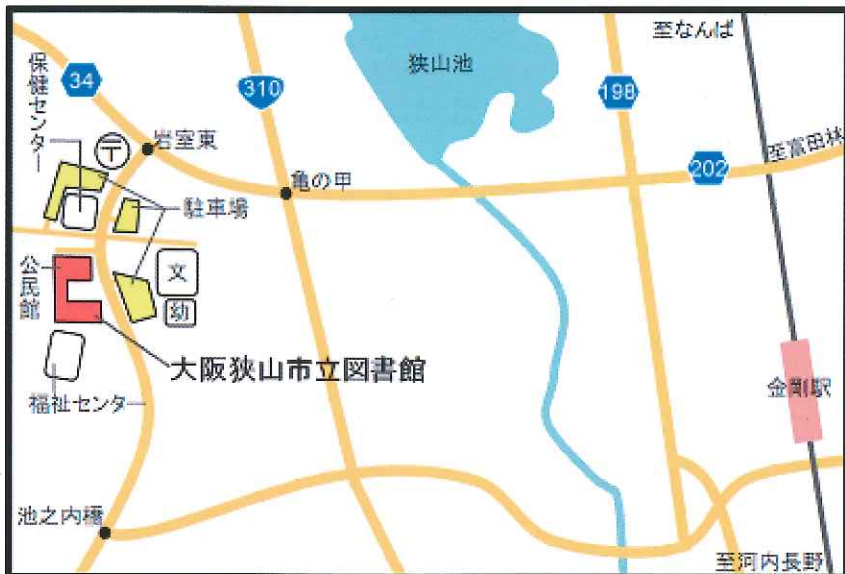 至なんば
狭山池
保健センター
34
310
198
〒
岩室東
至富田林
202
亀の甲
駐車場
公民館
文
幼
大阪狭山市立図書館
金剛駅
福祉センター
池之内橋
至河内長野